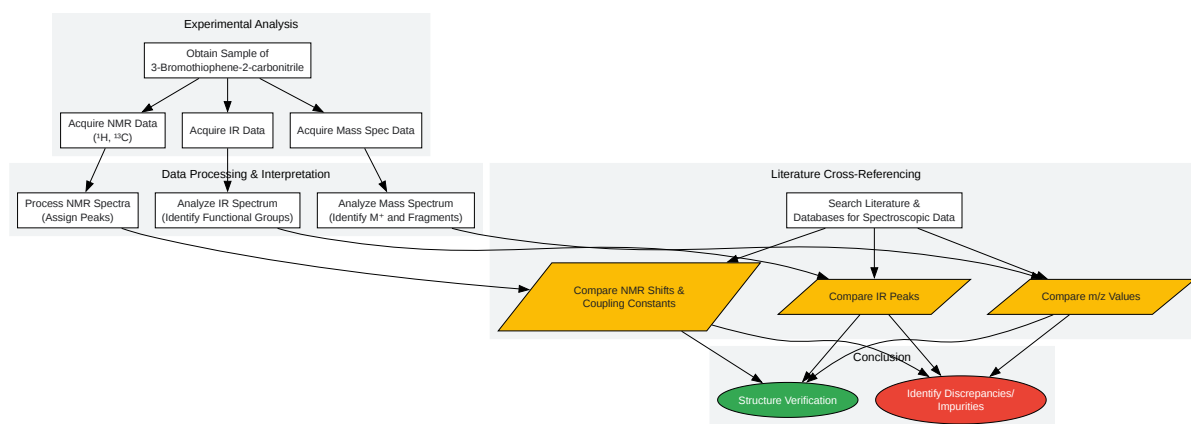 Experimental Analysis
Obtain Sample of
3-Bromothiophene-2-carbonitrile
Acquire NMR Data
(¹H, ¹³C)
Acquire IR Data
Acquire Mass Spec Data
Data Processing & Interpretation
Process NMR Spectra
(Assign Peaks)
Analyze IR Spectrum
(Identify Functional Groups)
Analyze Mass Spectrum
(Identify M⁺ and Fragments)
Literature Cross-Referencing
Search Literature &
Databases for Spectroscopic Data
Compare NMR Shifts &
Coupling Constants
Compare IR Peaks
Compare m/z Values
Conclusion
Structure Verification
Identify Discrepancies/
Impurities